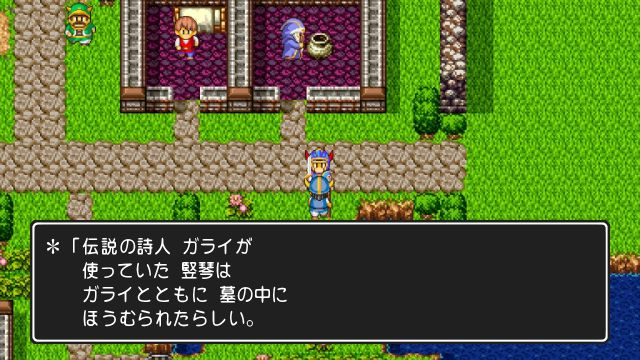 ＊「伝説の詩人 ガライが
使っていた 竪琴は
ガライとともに 墓の中に
ほうむられたらしい。